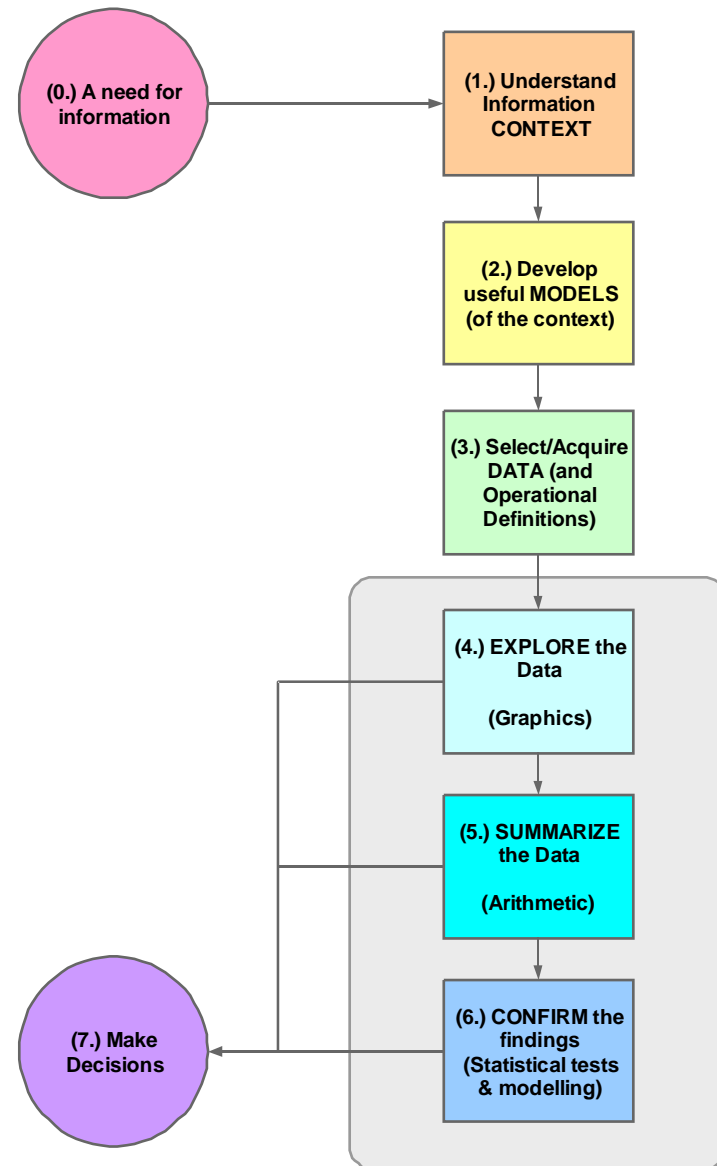 (0.) A need for
information
(1.) Understand
Information
CONTEXT
(2.) Develop
useful MODELS
(of the context)
(3.) Select/Acquire
DATA (and
Operational
Definitions)
(4.) EXPLORE the
Data
(Graphics)
(5.) SUMMARIZE
the Data
(Arithmetic)
(6.) CONFIRM the
findings
(Statistical tests
& modelling)
(7.) Make
Decisions